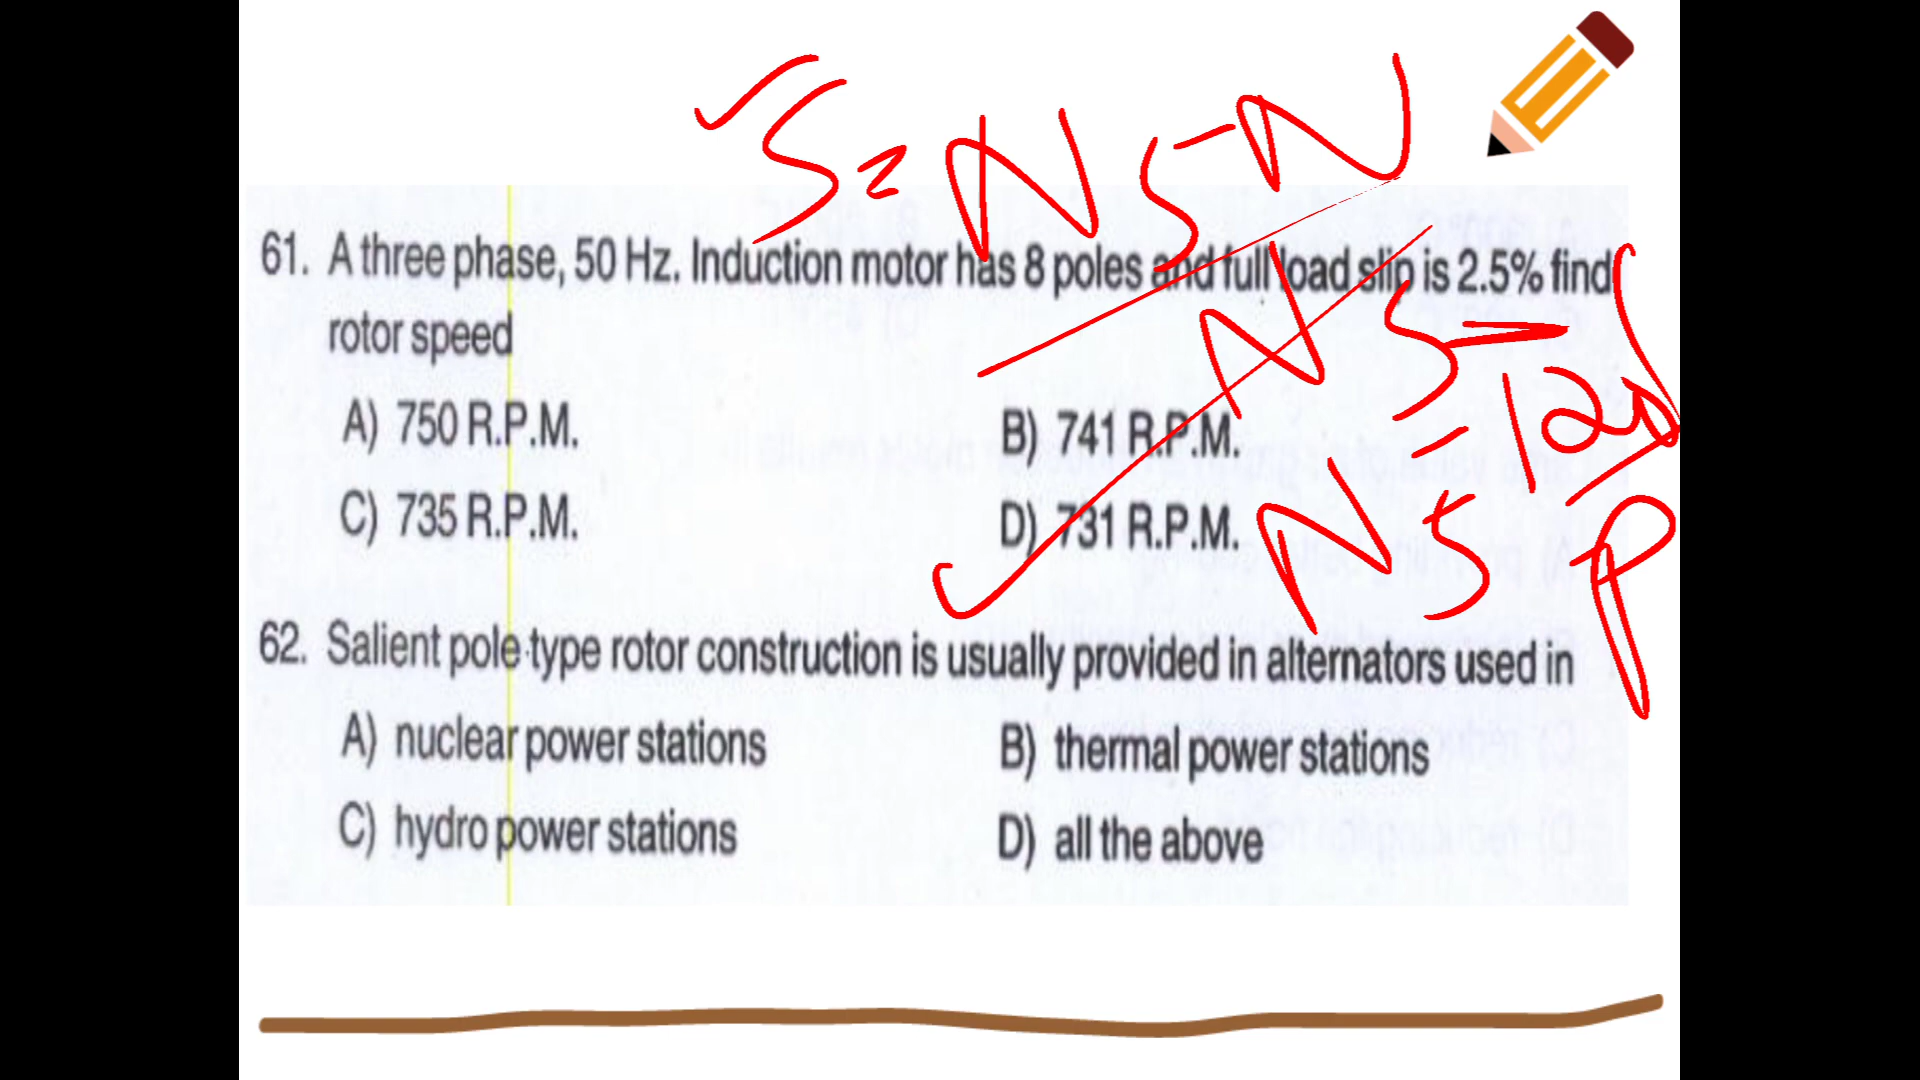 S = NS - N
61. A three phase, 50 Hz. Induction motor has 8 poles and full load slip is 2.5% find
rotor speed
NS =
120f
A) 750 R.P.M. B) 741 R.P.M.
C) 735 R.P.M. D) 731 R.P.M.
NS
P
62. Salient pole type rotor construction is usually provided in alternators used in
A) nuclear power stations B) thermal power stations
C) hydro power stations D) all the above